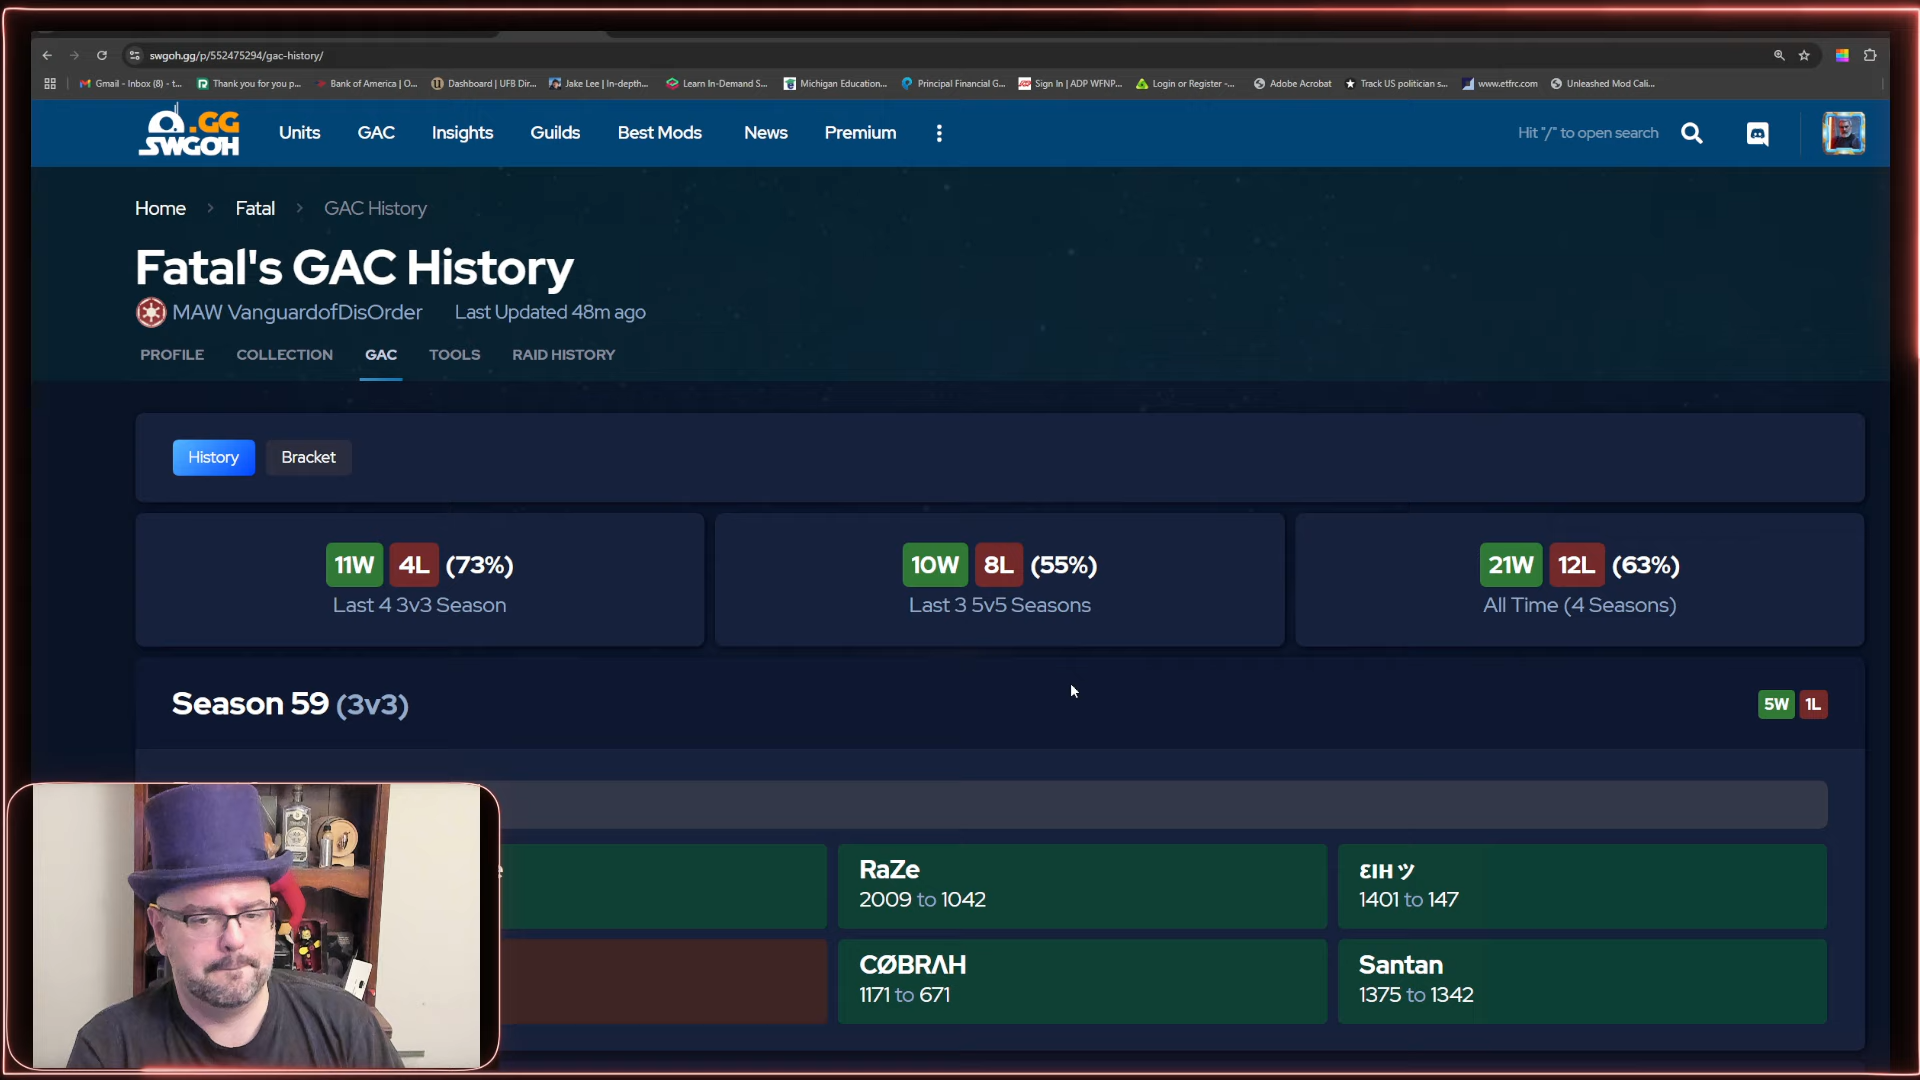 swgoh.gg/p/552475294/gac-history/
Gmail - Inbox (8) - t...
Thank you for you p...
Bank of America | O...
Dashboard | UFB Dir...
Jake Lee | In-depth...
Learn In-Demand S...
Michigan Education...
Principal Financial G...
Sign In | ADP WFNP...
Login or Register -...
Adobe Acrobat
Track US politician s...
www.etfrc.com
Unleashed Mod Cali...
.GG
SWGOH
Units
GAC
Insights
Guilds
Best Mods
News
Premium
Hit "/" to open search
Home > Fatal > GAC History
Fatal's GAC History
MAW VanguardofDisOrder Last Updated 48m ago
PROFILE
COLLECTION
GAC
TOOLS
RAID HISTORY
History
Bracket
11W 4L (73%)
Last 4 3v3 Season
10W 8L (55%)
Last 3 5v5 Seasons
21W 12L (63%)
All Time (4 Seasons)
Season 59 (3v3)
5W 1L
RaZe
2009 to 1042
εıн ツ
1401 to 147
CØBRΛH
1171 to 671
Santan
1375 to 1342